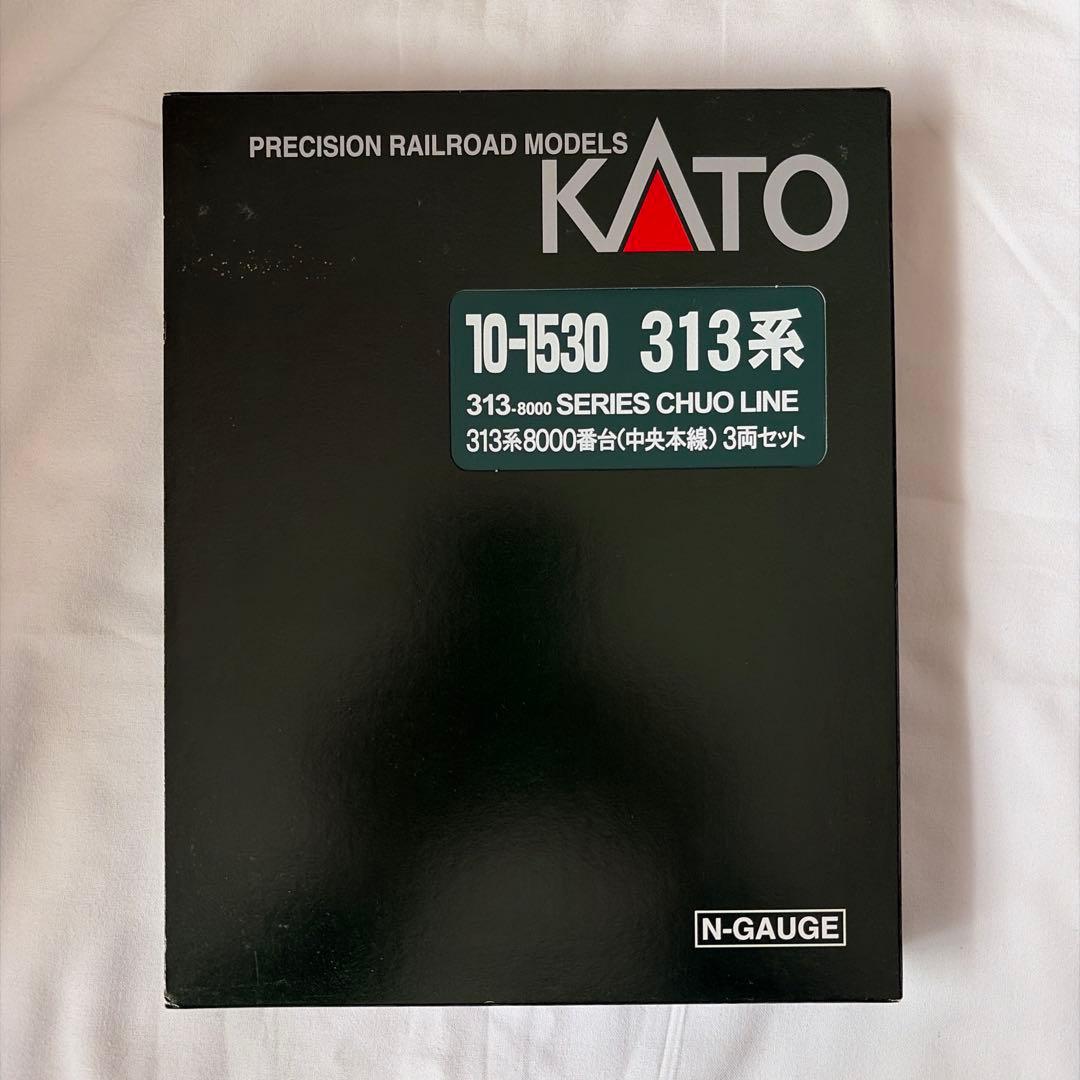 PRECISION RAILROAD MODELS
KATO
10-1530 313系
313-8000 SERIES CHUO LINE
313系8000番台(中央本線) 3両セット
N-GAUGE